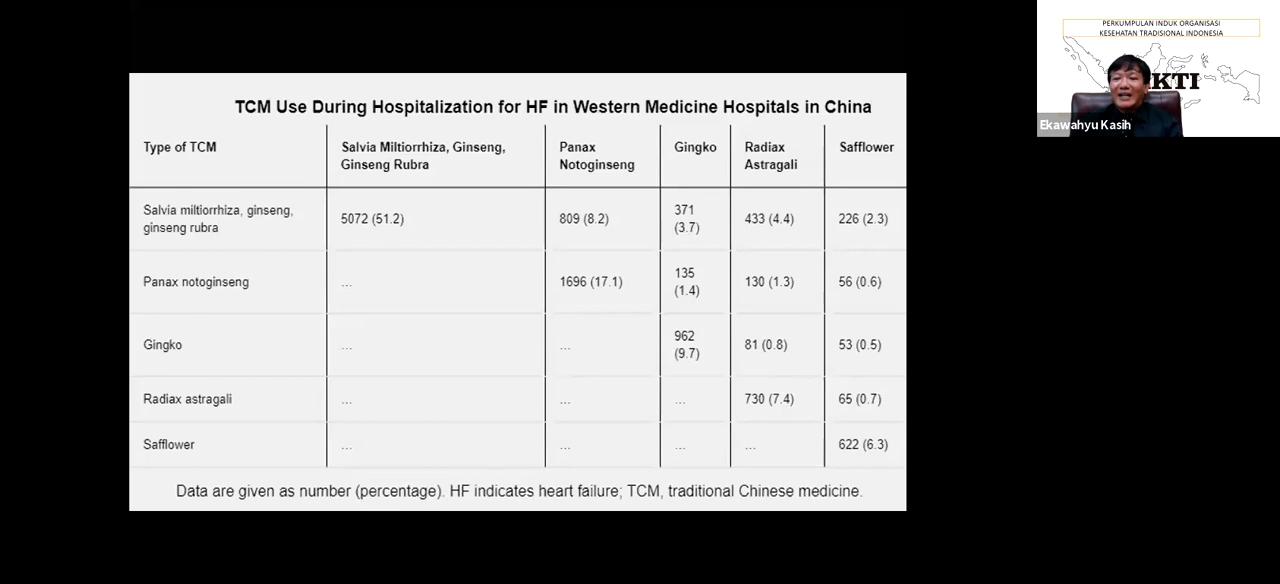 PERKUMPULAN INDUK ORGANISASI
KESEHATAN TRADISIONAL INDONESIA
KTI
Ekawahyu Kasih
TCM Use During Hospitalization for HF in Western Medicine Hospitals in China
Type of TCM
Salvia Miltiorrhiza, Ginseng,
Ginseng Rubra
Panax
Notoginseng
Gingko
Radiax
Astragali
Safflower
Salvia miltiorrhiza, ginseng,
ginseng rubra
5072 (51.2)
809 (8.2)
371
(3.7)
433 (4.4)
226 (2.3)
Panax notoginseng
...
1696 (17.1)
135
(1.4)
130 (1.3)
56 (0.6)
Gingko
...
...
962
(9.7)
81 (0.8)
53 (0.5)
Radiax astragali
...
...
...
730 (7.4)
65 (0.7)
Safflower
...
...
...
...
622 (6.3)
Data are given as number (percentage). HF indicates heart failure; TCM, traditional Chinese medicine.